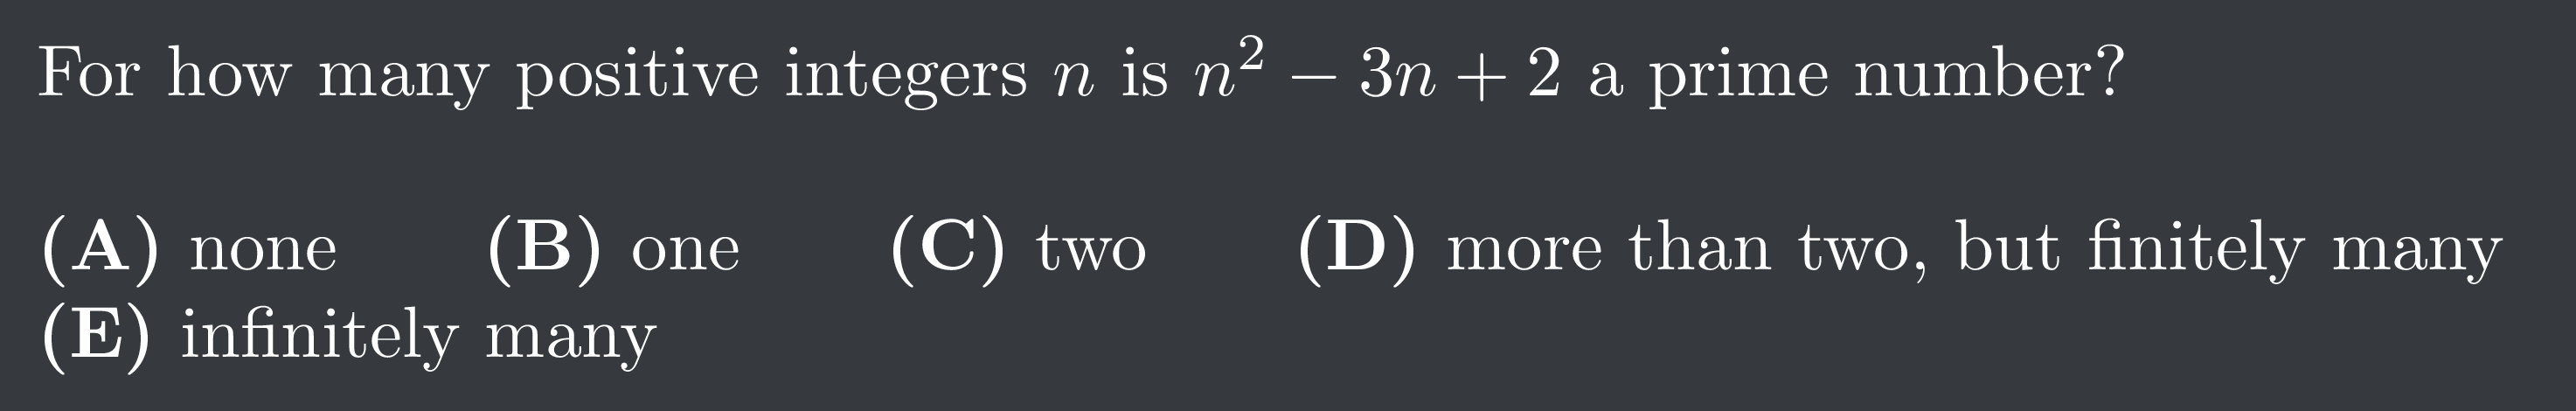 For how many positive integers n is n² − 3n + 2 a prime number?
(A) none (B) one (C) two (D) more than two, but finitely many
(E) infinitely many